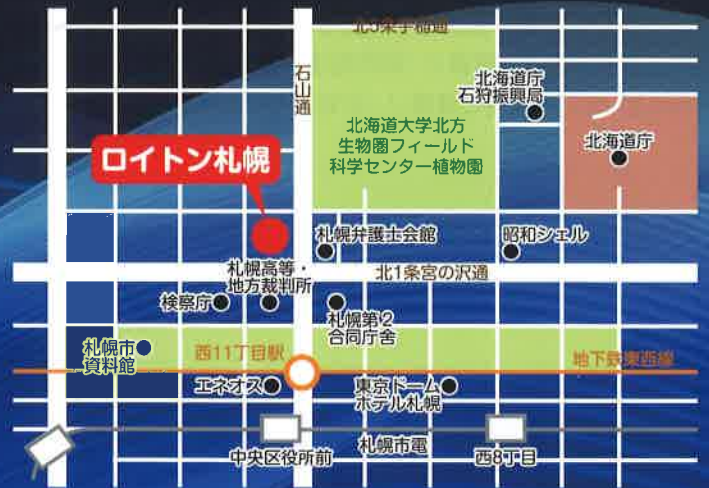 北5条手稲通
石山通
北海道庁
石狩振興局
北海道大学北方
生物圏フィールド
科学センター植物園
北海道庁
ロイトン札幌
札幌弁護士会館
昭和シェル
札幌高等・
地方裁判所
北1条宮の沢通
検察庁
札幌第2
合同庁舎
札幌市
資料館
西11丁目駅
地下鉄東西線
エネオス
東京ドーム
ホテル札幌
中央区役所前
札幌市電
西8丁目